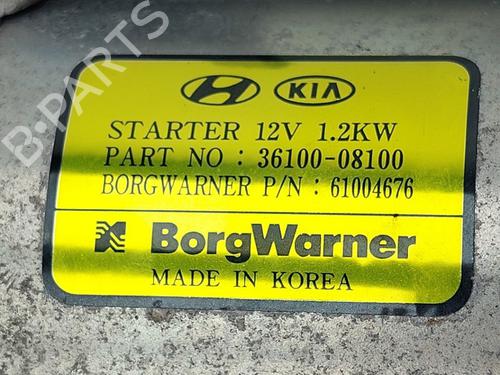 B-PARTS
KIA
STARTER 12V 1.2KW
PART NO : 36100-08100
BORGWARNER P/N : 61004676
BorgWarner
MADE IN KOREA